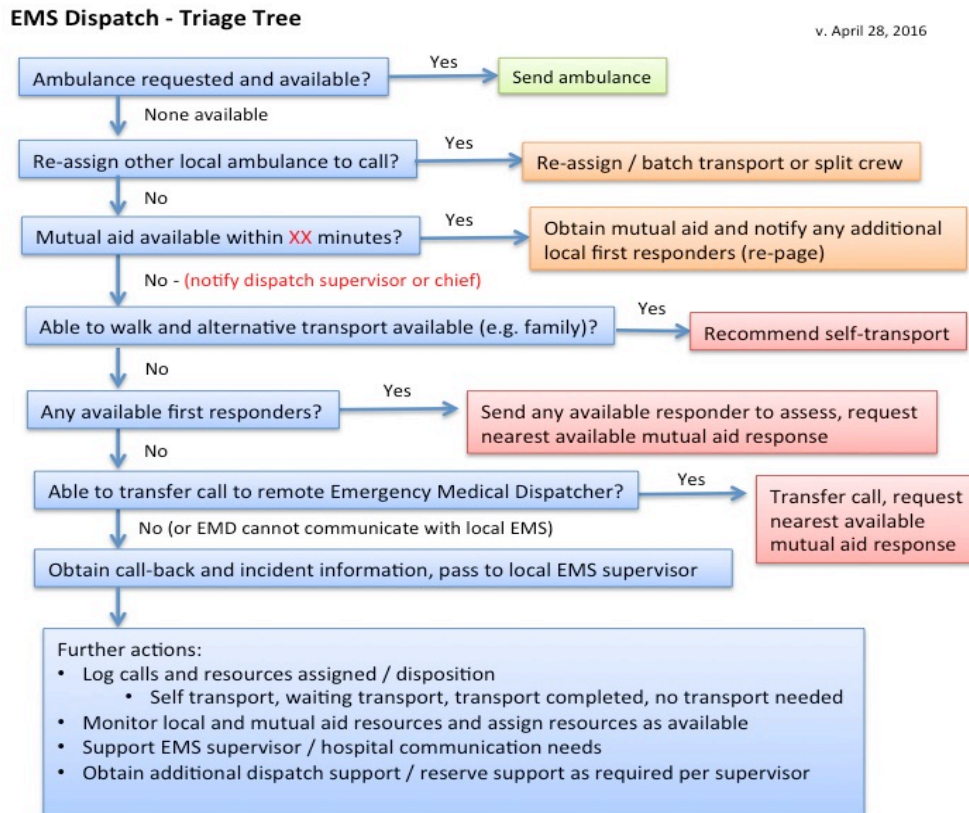 EMS Dispatch - Triage Tree
v. April 28, 2016
Ambulance requested and available?
Yes
Send ambulance
None available
Re-assign other local ambulance to call?
Yes
Re-assign / batch transport or split crew
No
Mutual aid available within XX minutes?
Yes
Obtain mutual aid and notify any additional
local first responders (re-page)
No - (notify dispatch supervisor or chief)
Able to walk and alternative transport available (e.g. family)?
Yes
Recommend self-transport
No
Any available first responders?
Yes
Send any available responder to assess, request
nearest available mutual aid response
No
Able to transfer call to remote Emergency Medical Dispatcher?
Yes
Transfer call, request
nearest available
mutual aid response
No (or EMD cannot communicate with local EMS)
Obtain call-back and incident information, pass to local EMS supervisor
Further actions:
• Log calls and resources assigned / disposition
• Self transport, waiting transport, transport completed, no transport needed
• Monitor local and mutual aid resources and assign resources as available
• Support EMS supervisor / hospital communication needs
• Obtain additional dispatch support / reserve support as required per supervisor